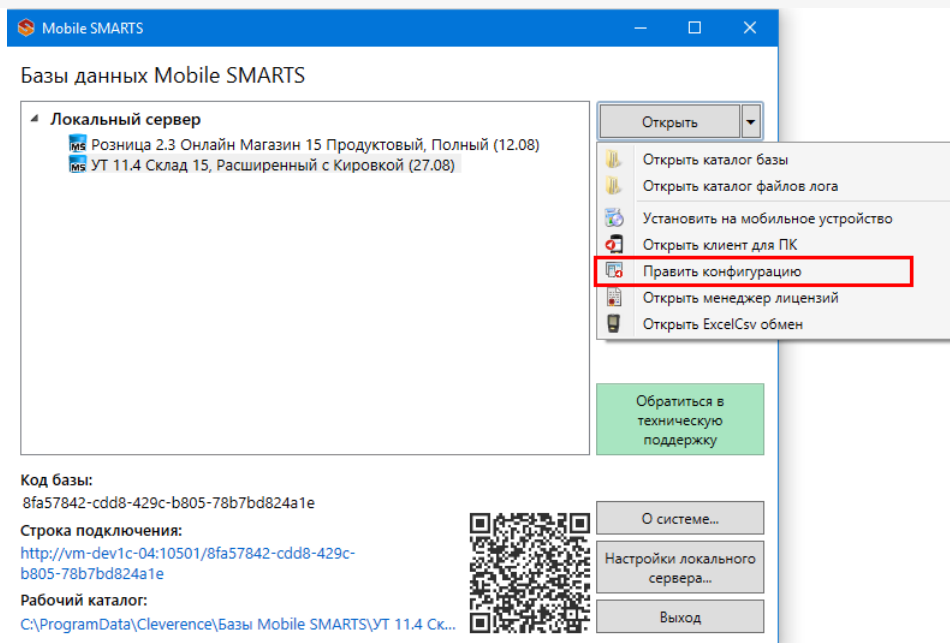 Mobile SMARTS
Базы данных Mobile SMARTS
Локальный сервер
Розница 2.3 Онлайн Магазин 15 Продуктовый, Полный (12.08)
УТ 11.4 Склад 15, Расширенный с Кировкой (27.08)
Открыть
Открыть каталог базы
Открыть каталог файлов лога
Установить на мобильное устройство
Открыть клиент для ПК
Править конфигурацию
Открыть менеджер лицензий
Открыть ExcelCsv обмен
Обратиться в
техническую
поддержку
Код базы:
8fa57842-cdd8-429c-b805-78b7bd824a1e
Строка подключения:
http://vm-dev1c-04:10501/8fa57842-cdd8-429c-
b805-78b7bd824a1e
Рабочий каталог:
C:\ProgramData\Cleverence\Базы Mobile SMARTS\УТ 11.4 Ск...
О системе...
Настройки локального
сервера...
Выход